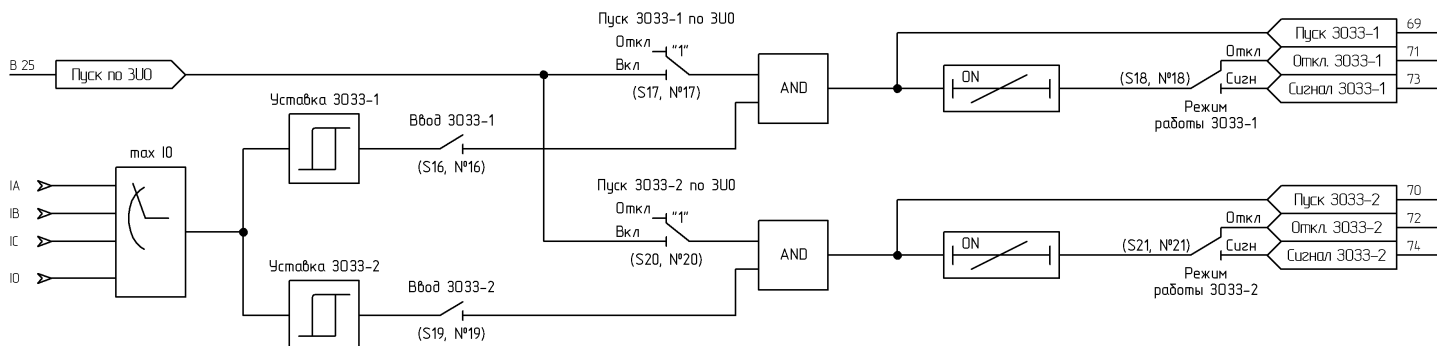 Пуск ЗОЗЗ-1 по 3U0
Откл
"1"
Вкл
(S17, №17)
В 25
Пуск по 3U0
AND
ON
(S18, №18)
Откл
Сигн
Режим
работы ЗОЗЗ-1
Пуск ЗОЗЗ-1
69
Откл. ЗОЗЗ-1
71
Сигнал ЗОЗЗ-1
73
Уставка ЗОЗЗ-1
Ввод ЗОЗЗ-1
(S16, №16)
max I0
IA
IB
IC
I0
Пуск ЗОЗЗ-2 по 3U0
Откл
"1"
Вкл
(S20, №20)
AND
ON
(S21, №21)
Откл
Сигн
Режим
работы ЗОЗЗ-2
Пуск ЗОЗЗ-2
70
Откл. ЗОЗЗ-2
72
Сигнал ЗОЗЗ-2
74
Уставка ЗОЗЗ-2
Ввод ЗОЗЗ-2
(S19, №19)